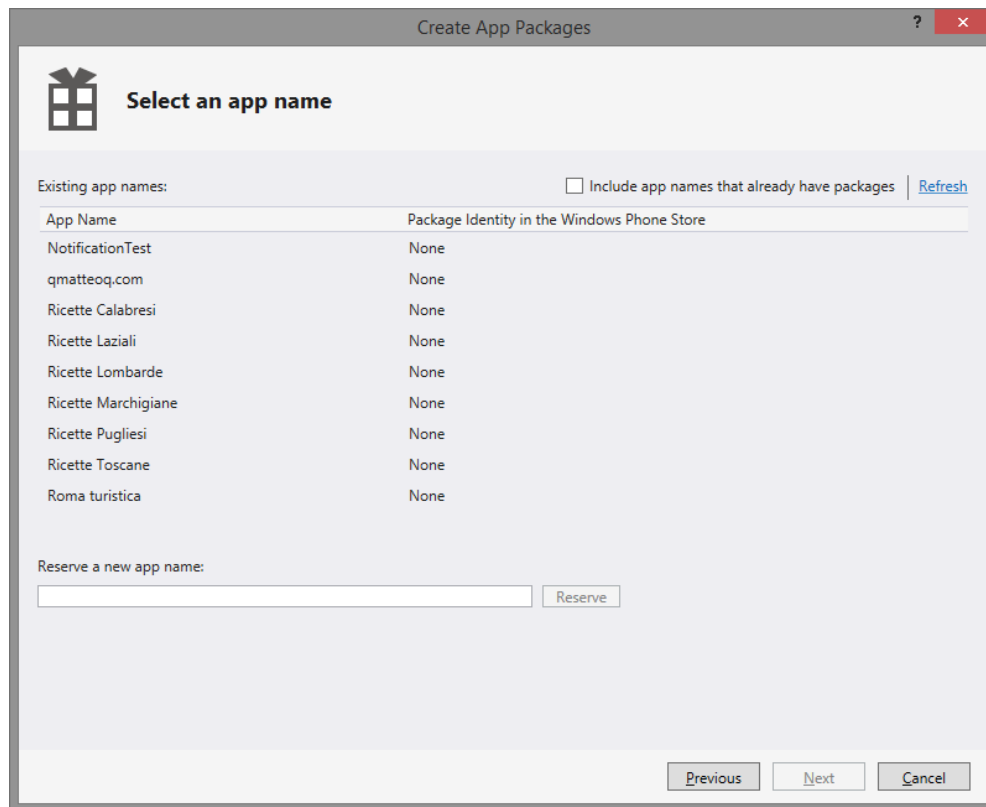 Create App Packages
?
Select an app name
Existing app names:
Include app names that already have packages
Refresh
App Name Package Identity in the Windows Phone Store
NotificationTest None
qmatteoq.com None
Ricette Calabresi None
Ricette Laziali None
Ricette Lombarde None
Ricette Marchigiane None
Ricette Pugliesi None
Ricette Toscane None
Roma turistica None
Reserve a new app name:
Reserve
Previous Next Cancel